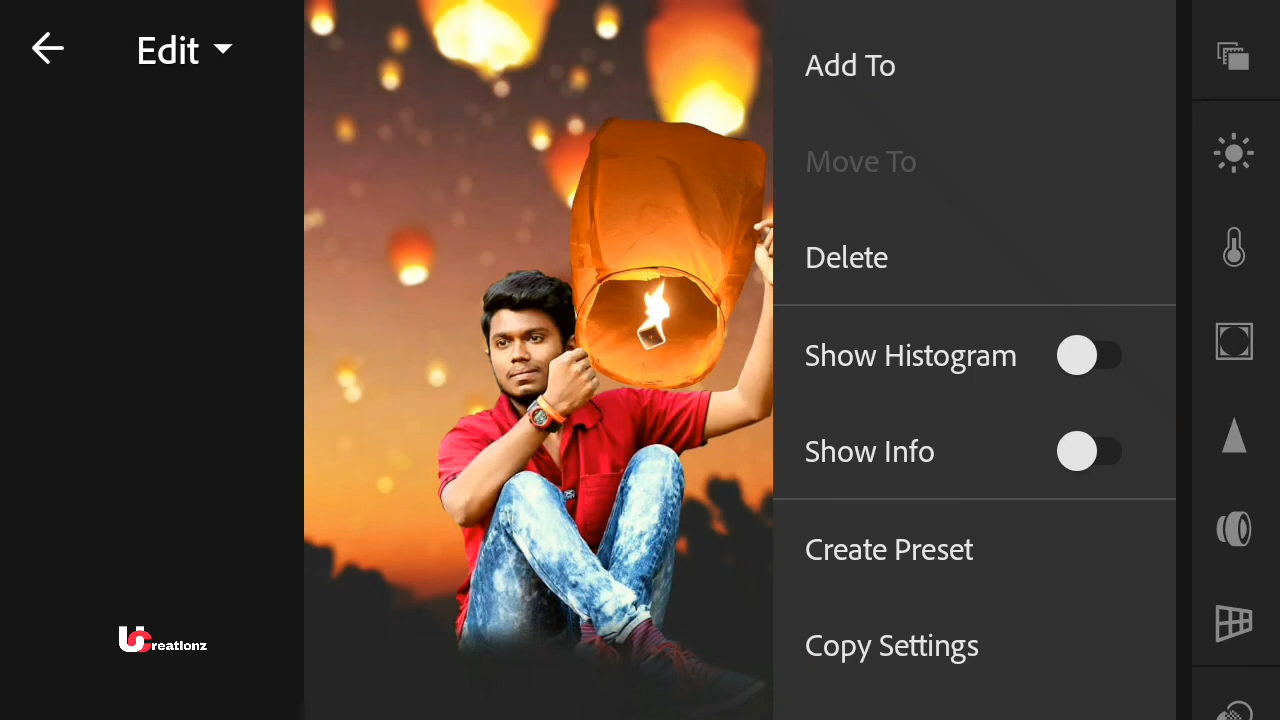 Edit
Add To
Move To
Delete
Show Histogram
Show Info
Create Preset
Copy Settings
UCreationz